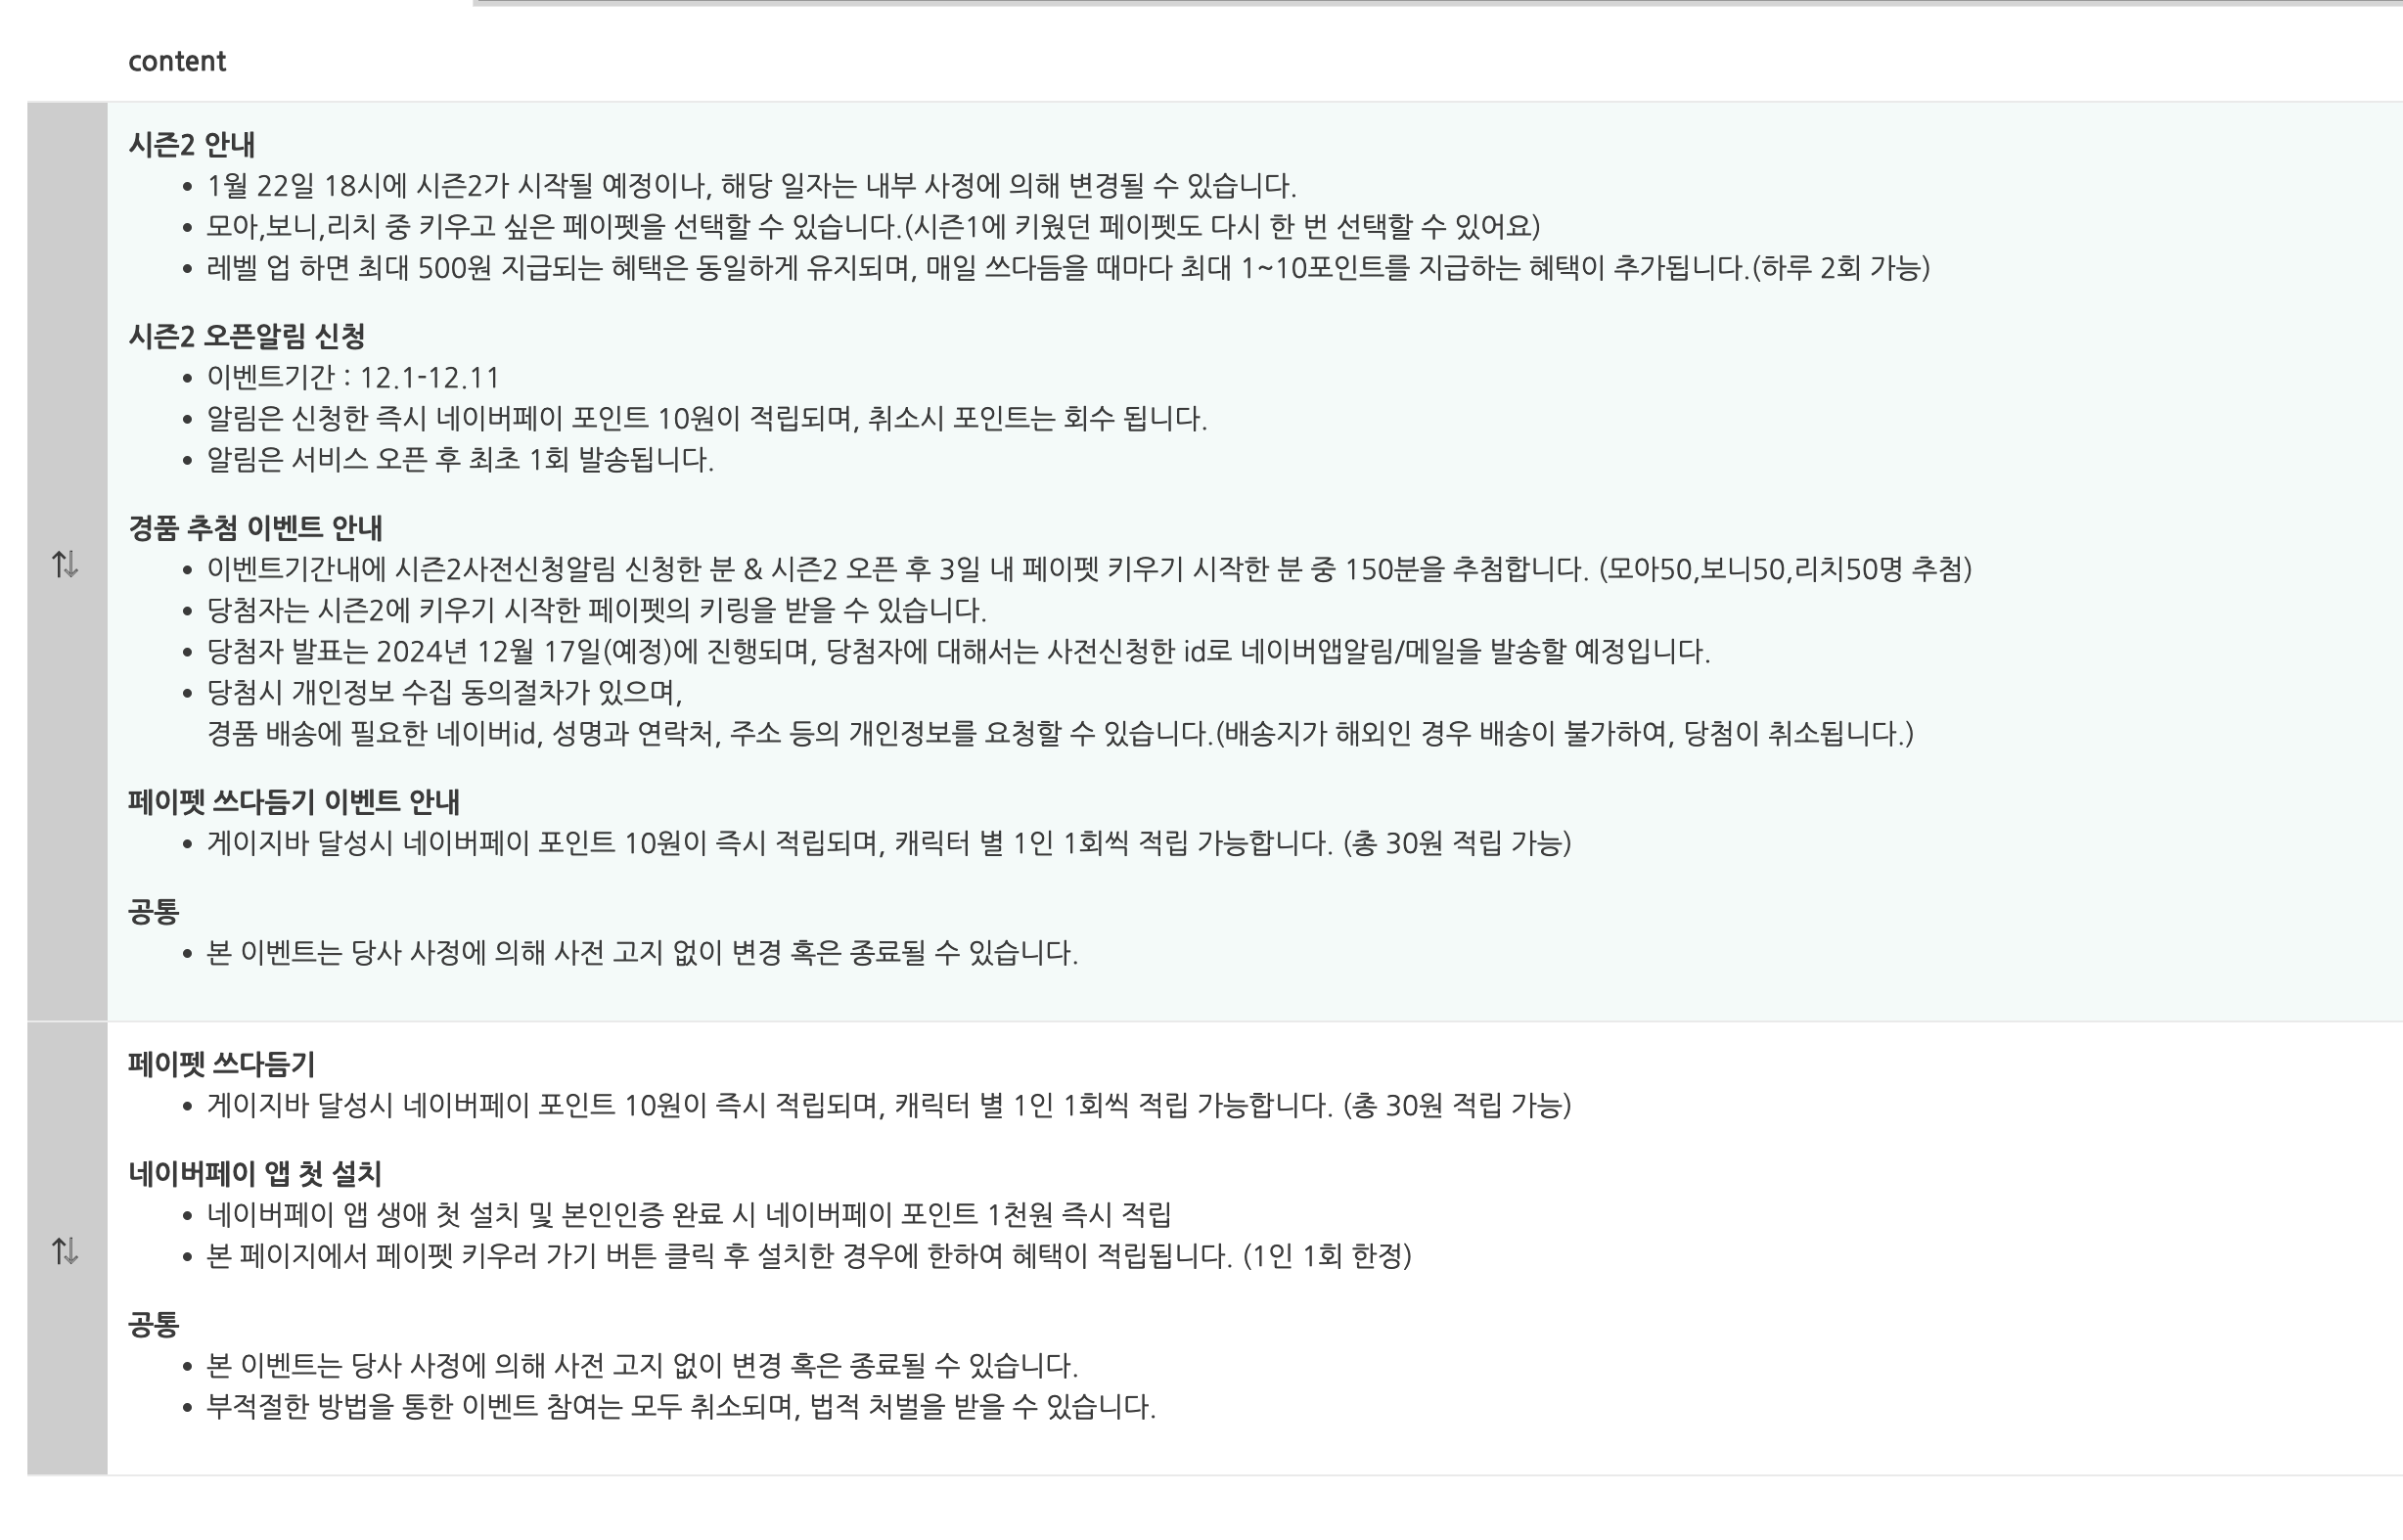 content
시즌2 안내
• 1월 22일 18시에 시즌2가 시작될 예정이나, 해당 일자는 내부 사정에 의해 변경될 수 있습니다.
• 모아,보니,리치 중 키우고 싶은 페이펫을 선택할 수 있습니다.(시즌1에 키웠던 페이펫도 다시 한 번 선택할 수 있어요)
• 레벨 업 하면 최대 500원 지급되는 혜택은 동일하게 유지되며, 매일 쓰다듬을 때마다 최대 1~10포인트를 지급하는 혜택이 추가됩니다.(하루 2회 가능)
시즌2 오픈알림 신청
• 이벤트기간 : 12.1-12.11
• 알림은 신청한 즉시 네이버페이 포인트 10원이 적립되며, 취소시 포인트는 회수 됩니다.
• 알림은 서비스 오픈 후 최초 1회 발송됩니다.
경품 추첨 이벤트 안내
• 이벤트기간내에 시즌2사전신청알림 신청한 분 & 시즌2 오픈 후 3일 내 페이펫 키우기 시작한 분 중 150분을 추첨합니다. (모아50,보니50,리치50명 추첨)
• 당첨자는 시즌2에 키우기 시작한 페이펫의 키링을 받을 수 있습니다.
• 당첨자 발표는 2024년 12월 17일(예정)에 진행되며, 당첨자에 대해서는 사전신청한 id로 네이버앱알림/메일을 발송할 예정입니다.
• 당첨시 개인정보 수집 동의절차가 있으며,
경품 배송에 필요한 네이버id, 성명과 연락처, 주소 등의 개인정보를 요청할 수 있습니다.(배송지가 해외인 경우 배송이 불가하여, 당첨이 취소됩니다.)
페이펫 쓰다듬기 이벤트 안내
• 게이지바 달성시 네이버페이 포인트 10원이 즉시 적립되며, 캐릭터 별 1인 1회씩 적립 가능합니다. (총 30원 적립 가능)
공통
• 본 이벤트는 당사 사정에 의해 사전 고지 없이 변경 혹은 종료될 수 있습니다.
페이펫 쓰다듬기
• 게이지바 달성시 네이버페이 포인트 10원이 즉시 적립되며, 캐릭터 별 1인 1회씩 적립 가능합니다. (총 30원 적립 가능)
네이버페이 앱 첫 설치
• 네이버페이 앱 생애 첫 설치 및 본인인증 완료 시 네이버페이 포인트 1천원 즉시 적립
• 본 페이지에서 페이펫 키우러 가기 버튼 클릭 후 설치한 경우에 한하여 혜택이 적립됩니다. (1인 1회 한정)
공통
• 본 이벤트는 당사 사정에 의해 사전 고지 없이 변경 혹은 종료될 수 있습니다.
• 부적절한 방법을 통한 이벤트 참여는 모두 취소되며, 법적 처벌을 받을 수 있습니다.